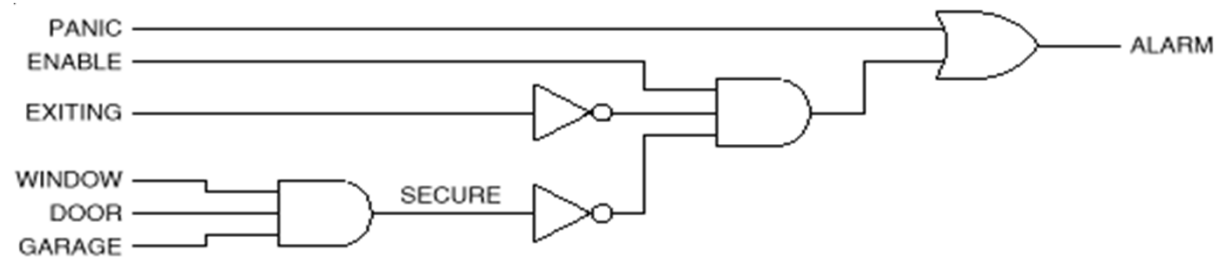 PANIC
ENABLE
EXITING
WINDOW
DOOR
GARAGE
SECURE
ALARM